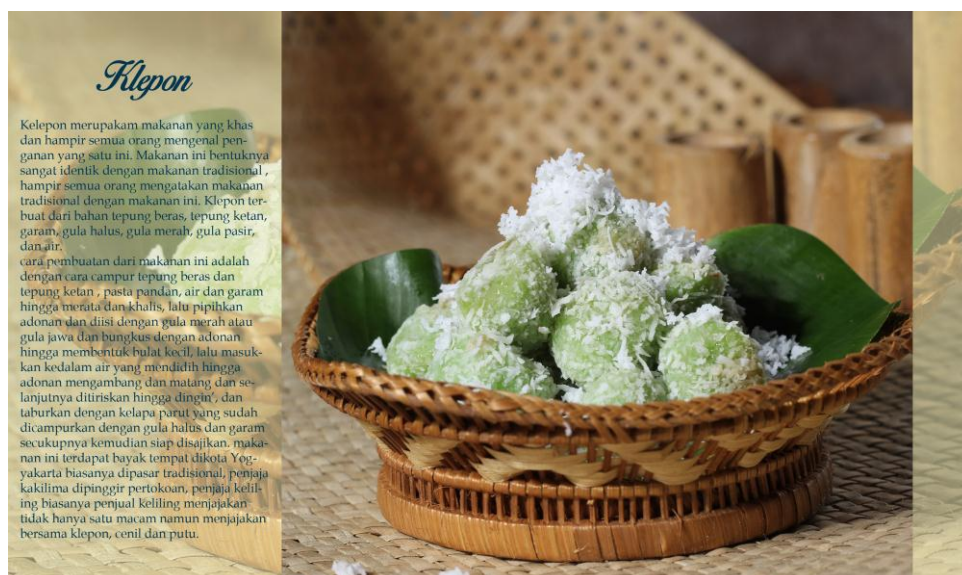 Klepon
Kelepon merupakam makanan yang khas
dan hampir semua orang mengenal pen-
ganan yang satu ini. Makanan ini bentuknya
sangat identik dengan makanan tradisional ,
hampir semua orang mengatakan makanan
tradisional dengan makanan ini. Klepon ter-
buat dari bahan tepung beras, tepung ketan,
garam, gula halus, gula merah, gula pasir,
dan air.
cara pembuatan dari makanan ini adalah
dengan cara campur tepung beras dan
tepung ketan , pasta pandan, air dan garam
hingga merata dan khalis, lalu pipihkan
adonan dan diisi dengan gula merah atau
gula jawa dan bungkus dengan adonan
hingga membentuk bulat kecil, lalu masuk-
kan kedalam air yang mendidih hingga
adonan mengambang dan matang dan se-
lanjutnya ditiriskan hingga dingin', dan
taburkan dengan kelapa parut yang sudah
dicampurkan dengan gula halus dan garam
secukupnya kemudian siap disajikan. maka-
nan ini terdapat bayak tempat dikota Yog-
yakarta biasanya dipasar tradisional, penjaja
kakilima dipinggir pertokoan, penjaja kelil-
ing biasanya penjual keliling menjajakan
tidak hanya satu macam namun menjajakan
bersama klepon, cenil dan putu.